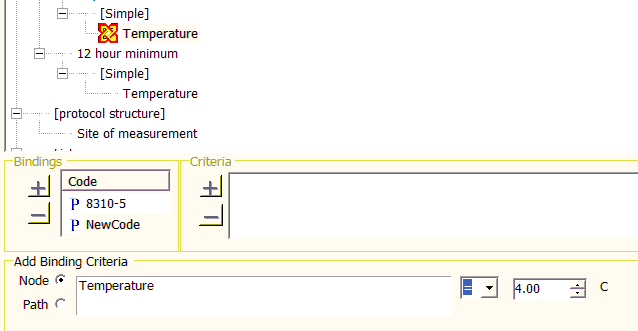 [Simple]
Temperature
12 hour minimum
[Simple]
Temperature
[protocol structure]
Site of measurement
Bindings
Criteria
Code
P 8310-5
P NewCode
Add Binding Criteria
Node
Temperature
= 4.00 C
Path